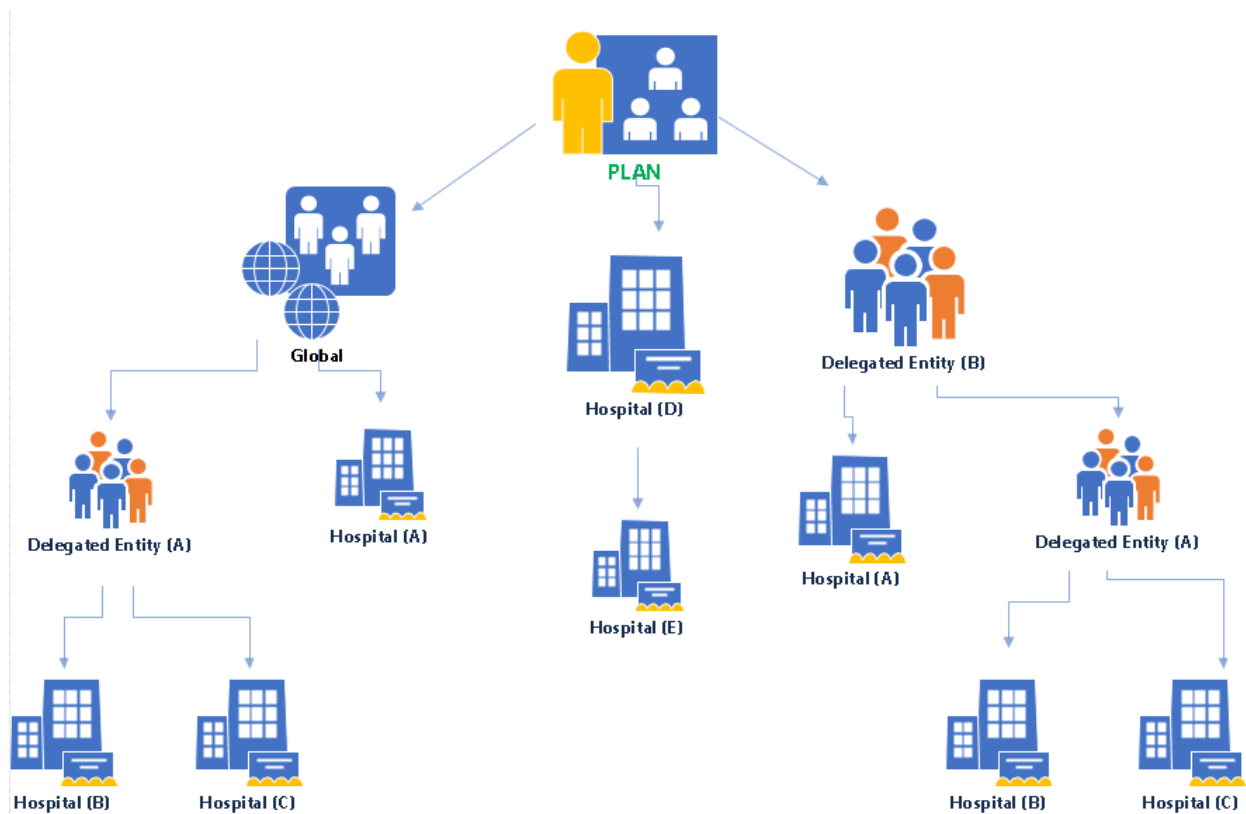 PLAN
Global
Delegated Entity (B)
Hospital (D)
Hospital (A)
Delegated Entity (A)
Hospital (E)
Hospital (A)
Delegated Entity (A)
Hospital (B)
Hospital (C)
Hospital (B)
Hospital (C)